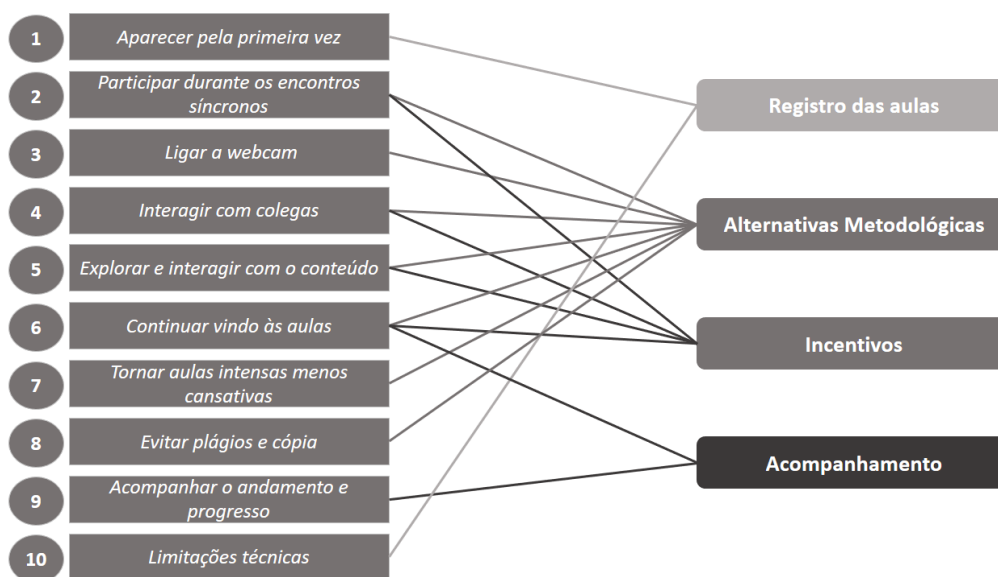 1
Aparecer pela primeira vez
2
Participar durante os encontros
síncronos
3
Ligar a webcam
4
Interagir com colegas
5
Explorar e interagir com o conteúdo
6
Continuar vindo às aulas
7
Tornar aulas intensas menos
cansativas
8
Evitar plágios e cópia
9
Acompanhar o andamento e
progresso
10
Limitações técnicas
Registro das aulas
Alternativas Metodológicas
Incentivos
Acompanhamento